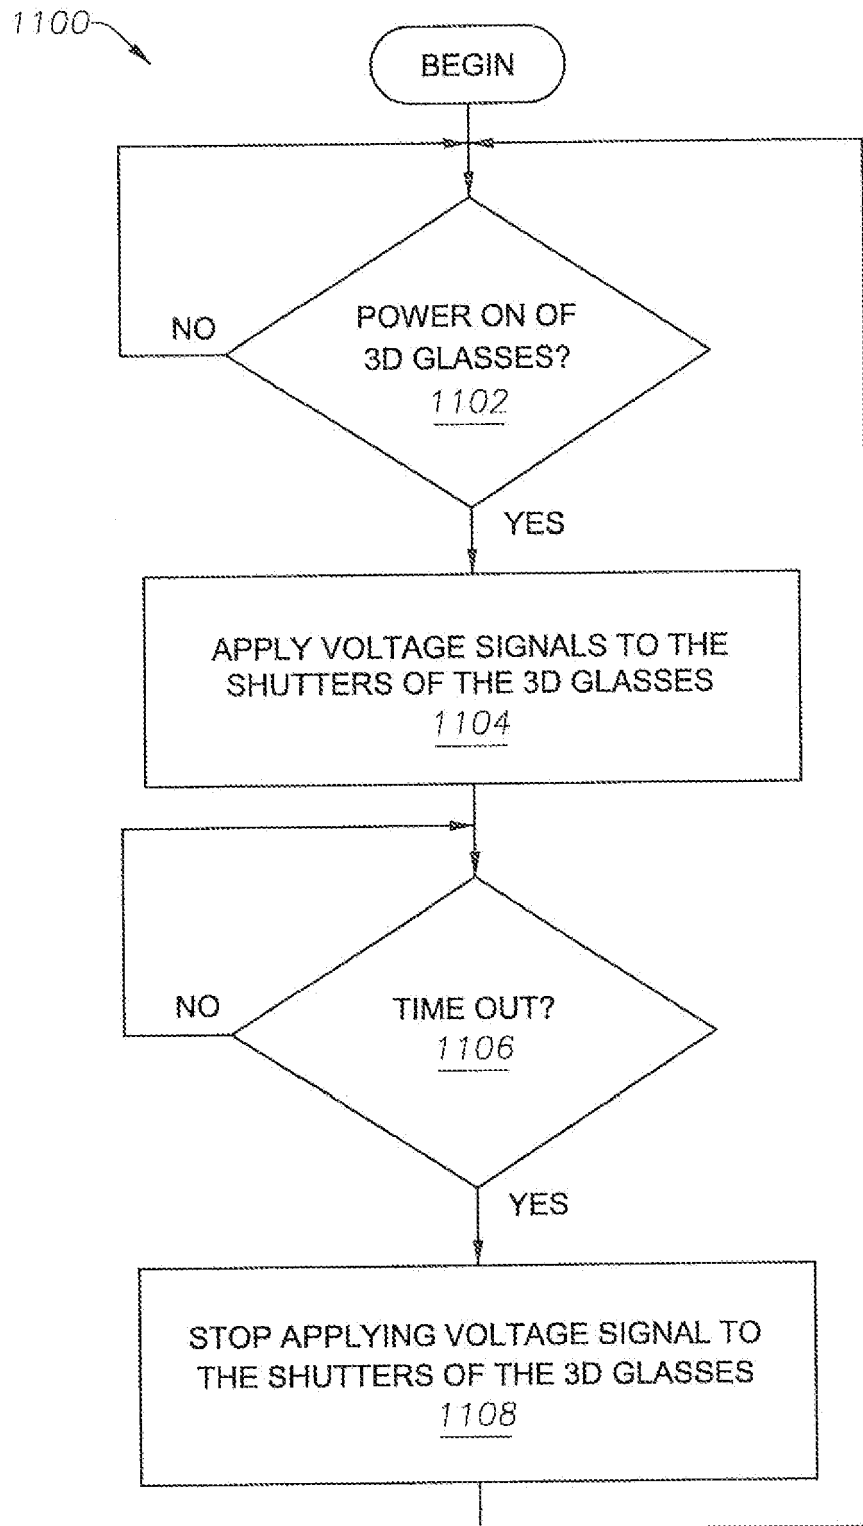 1100
BEGIN
NO
POWER ON OF
3D GLASSES?
1102
YES
APPLY VOLTAGE SIGNALS TO THE
SHUTTERS OF THE 3D GLASSES
1104
NO
TIME OUT?
1106
YES
STOP APPLYING VOLTAGE SIGNAL TO
THE SHUTTERS OF THE 3D GLASSES
1108